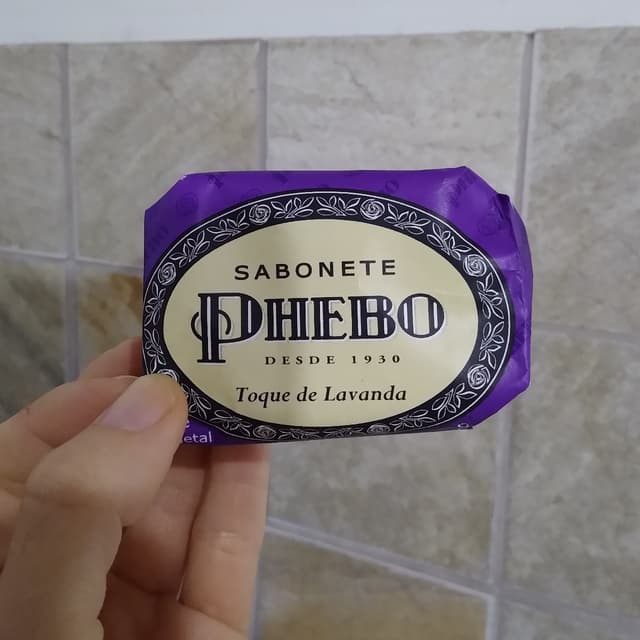 SABONETE
PHEBO
DESDE 1930
Toque de Lavanda